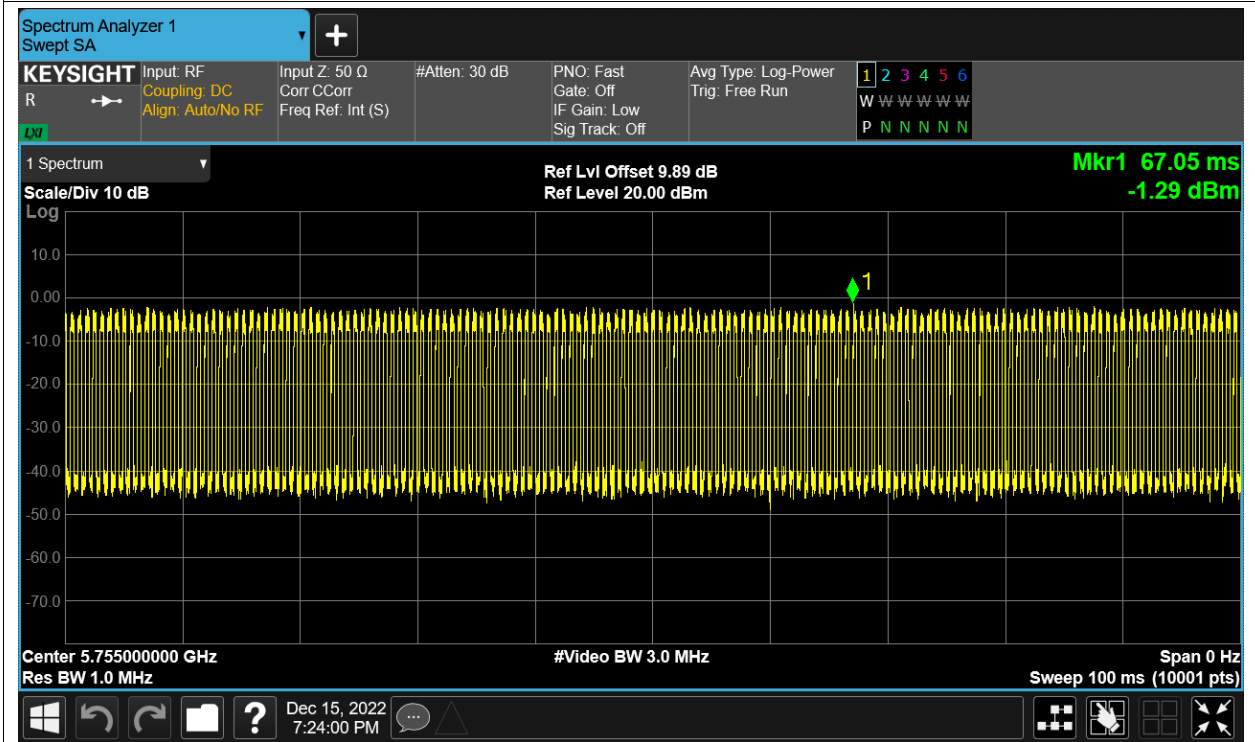 Spectrum Analyzer 1
Swept SA
KEYSIGHT Input: RF Input Z: 50 Ω #Atten: 30 dB PNO: Fast Avg Type: Log-Power 1 2 3 4 5 6
R Coupling: DC Corr CCorr Gate: Off Trig: Free Run W W W W W W
Align: Auto/No RF Freq Ref: Int (S) IF Gain: Low
LXI Sig Track: Off P N N N N N
1 Spectrum Ref Lvl Offset 9.89 dB Mkr1 67.05 ms
Scale/Div 10 dB Ref Level 20.00 dBm -1.29 dBm
Log
10.0
1
0.00
-10.0
-20.0
-30.0
-40.0
-50.0
-60.0
-70.0
Center 5.755000000 GHz #Video BW 3.0 MHz Span 0 Hz
Res BW 1.0 MHz Sweep 100 ms (10001 pts)
? Dec 15, 2022
7:24:00 PM